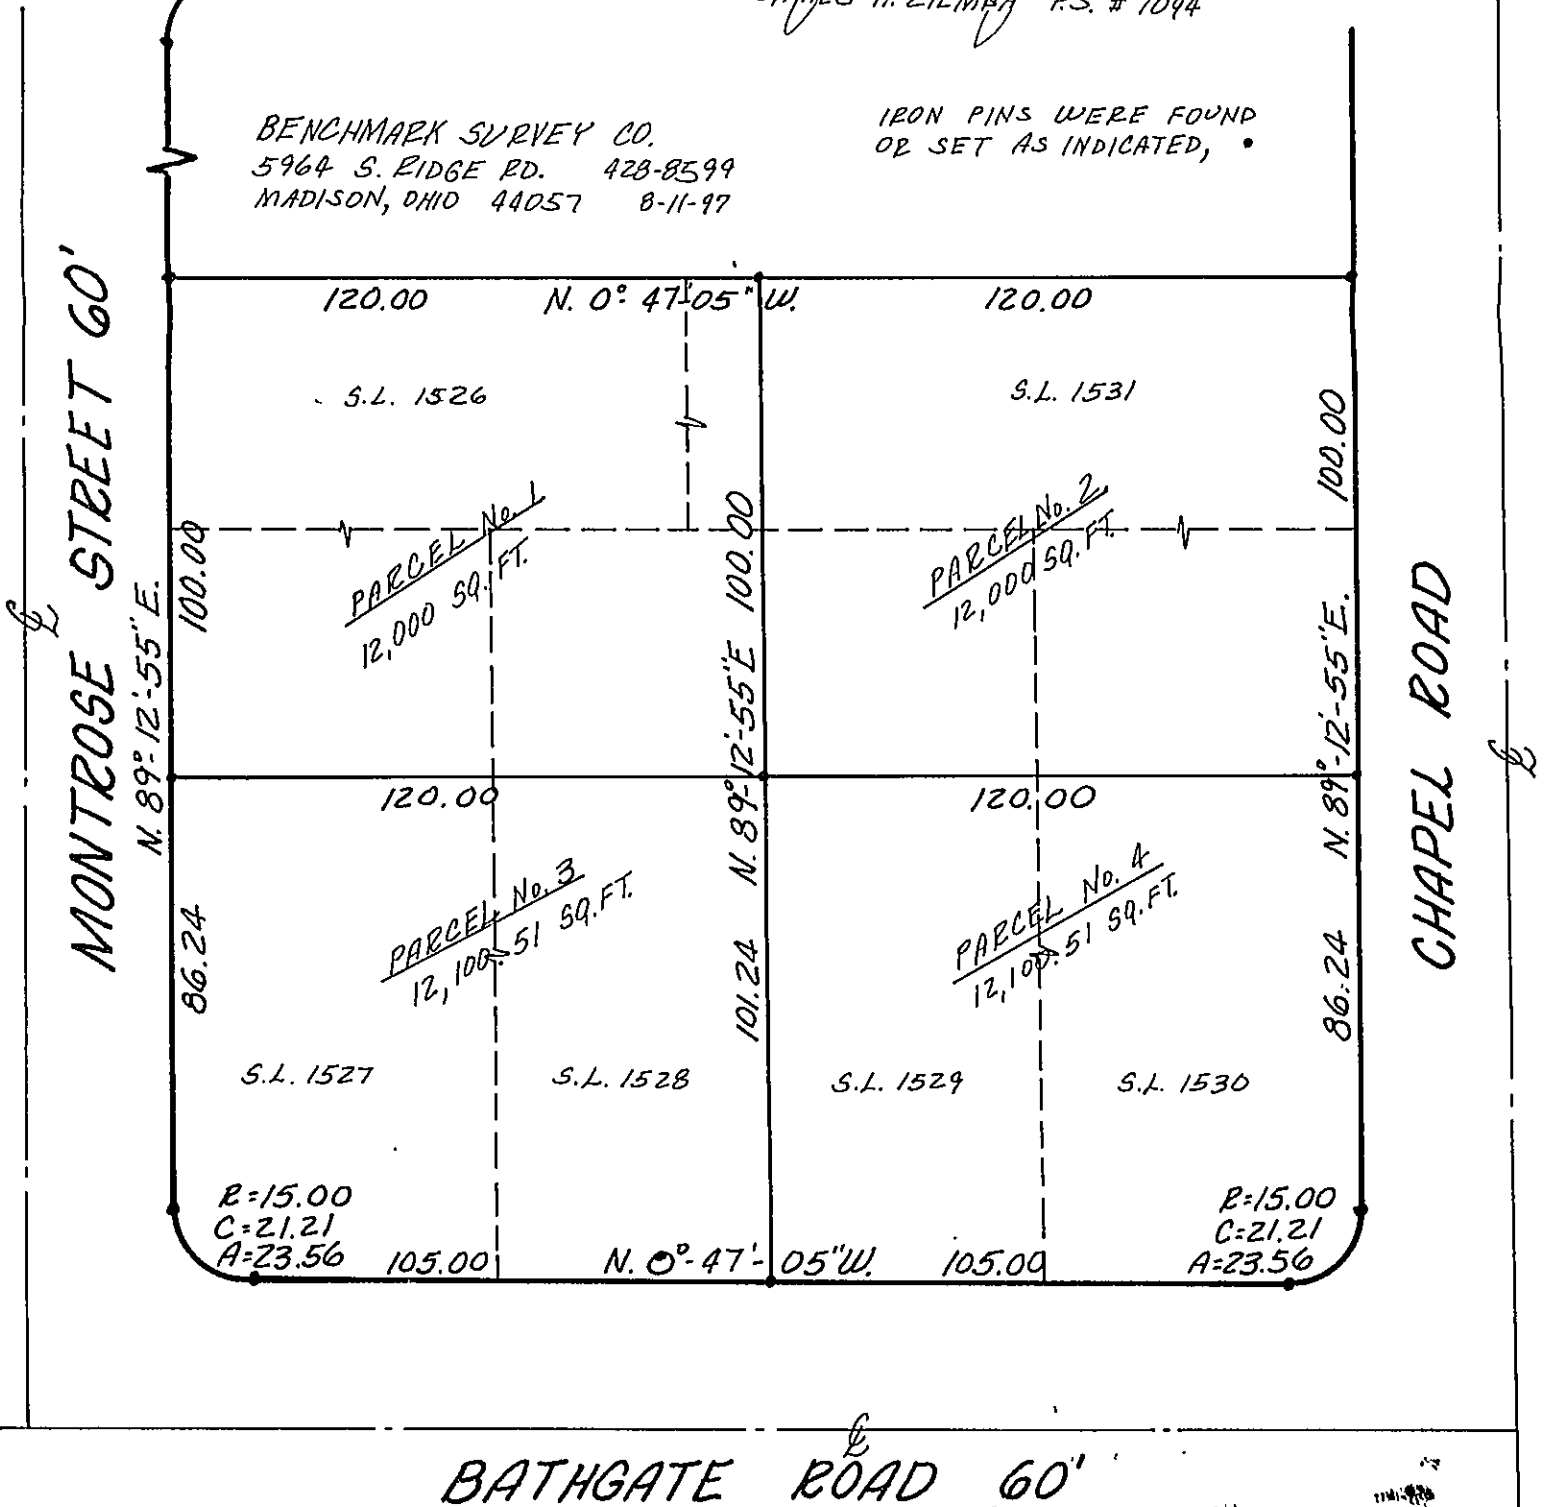 P.S. # 7094
BENCHMARK SURVEY CO.
5964 S. RIDGE RD. 428-8599
MADISON, OHIO 44057 8-11-97
IRON PINS WERE FOUND
OR SET AS INDICATED, •
120.00
N. 0° 47'-05" W.
120.00
S.L. 1526
S.L. 1531
MONTROSE STREET 60'
N. 89°-12'-55" E.
100.00
PARCEL No. 1
12,000 SQ. FT.
N. 89°-12'-55" E 100.00
PARCEL No. 2
12,000 SQ. FT.
100.00
N. 89°-12'-55" E.
CHAPEL ROAD
120.00
120.00
86.24
PARCEL No. 3
12,100.51 SQ. FT.
101.24
PARCEL No. 4
12,100.51 SQ. FT.
86.24
S.L. 1527
S.L. 1528
S.L. 1529
S.L. 1530
R=15.00
C=21.21
A=23.56
105.00
N. 0°-47'-05" W.
105.00
R=15.00
C=21.21
A=23.56
BATHGATE ROAD 60'